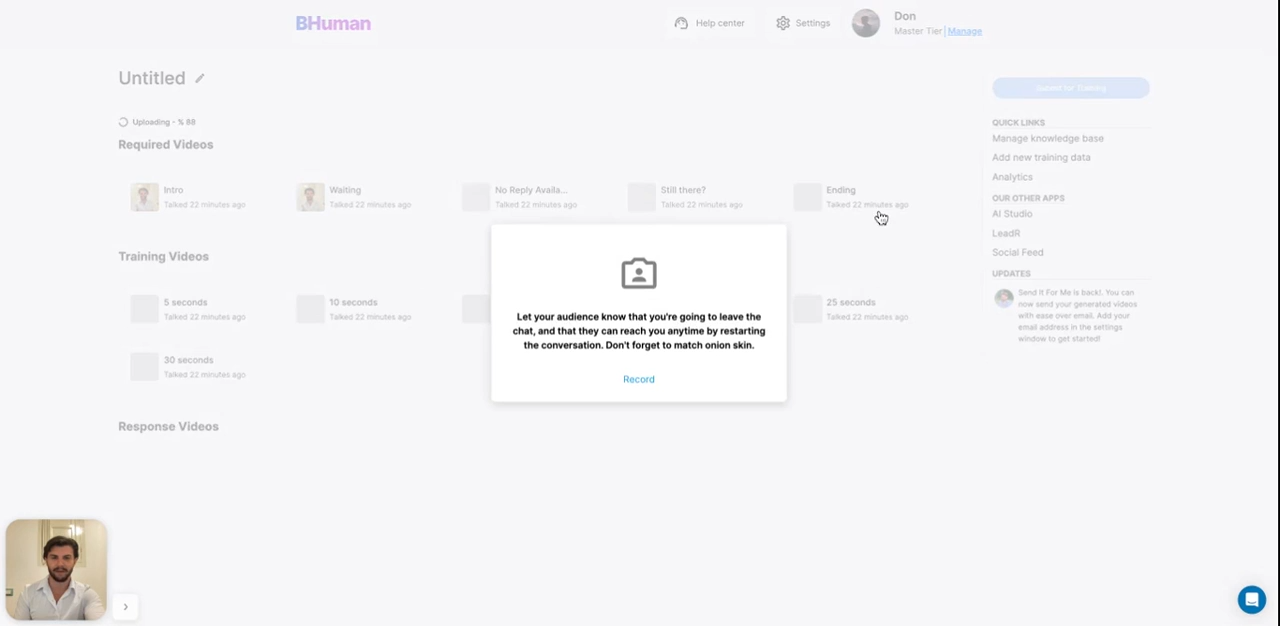 BHuman
Help center
Settings
Don
Master Tier | Manage
Untitled
Submit for Training
Uploading - % 88
Required Videos
Intro
Talked 22 minutes ago
Waiting
Talked 22 minutes ago
No Reply Availa...
Talked 22 minutes ago
Still there?
Talked 22 minutes ago
Ending
Talked 22 minutes ago
Training Videos
5 seconds
Talked 22 minutes ago
10 seconds
Talked 22 minutes ago
25 seconds
Talked 22 minutes ago
30 seconds
Talked 22 minutes ago
Response Videos
Let your audience know that you're going to leave the
chat, and that they can reach you anytime by restarting
the conversation. Don't forget to match onion skin.
Record
QUICK LINKS
Manage knowledge base
Add new training data
Analytics
OUR OTHER APPS
AI Studio
LeadR
Social Feed
UPDATES
Send It For Me is back!. You can
now send your generated videos
with ease over email. Add your
email address in the settings
window to get started!